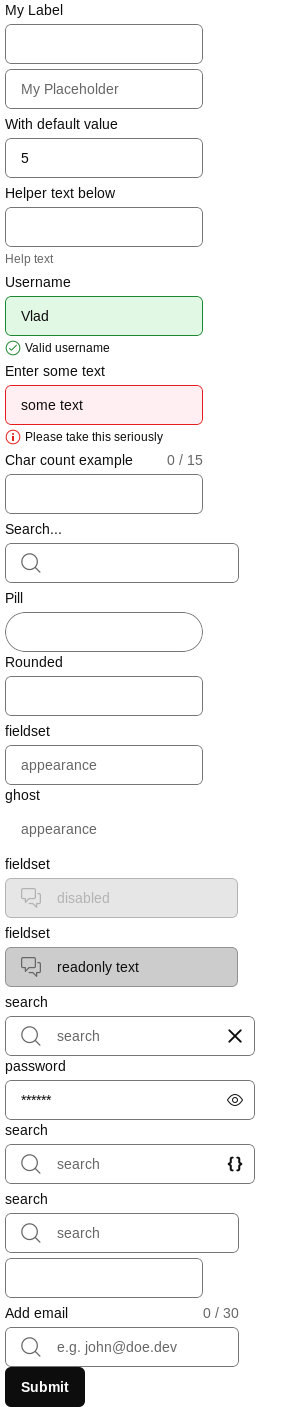 My Label
My Placeholder
With default value
5
Helper text below
Help text
Username
Vlad
Valid username
Enter some text
some text
Please take this seriously
Char count example 0 / 15
Search...
Pill
Rounded
fieldset
appearance
ghost
appearance
fieldset
disabled
fieldset
readonly text
search
search
password
******
search
search {}
search
search
Add email 0 / 30
e.g. john@doe.dev
Submit